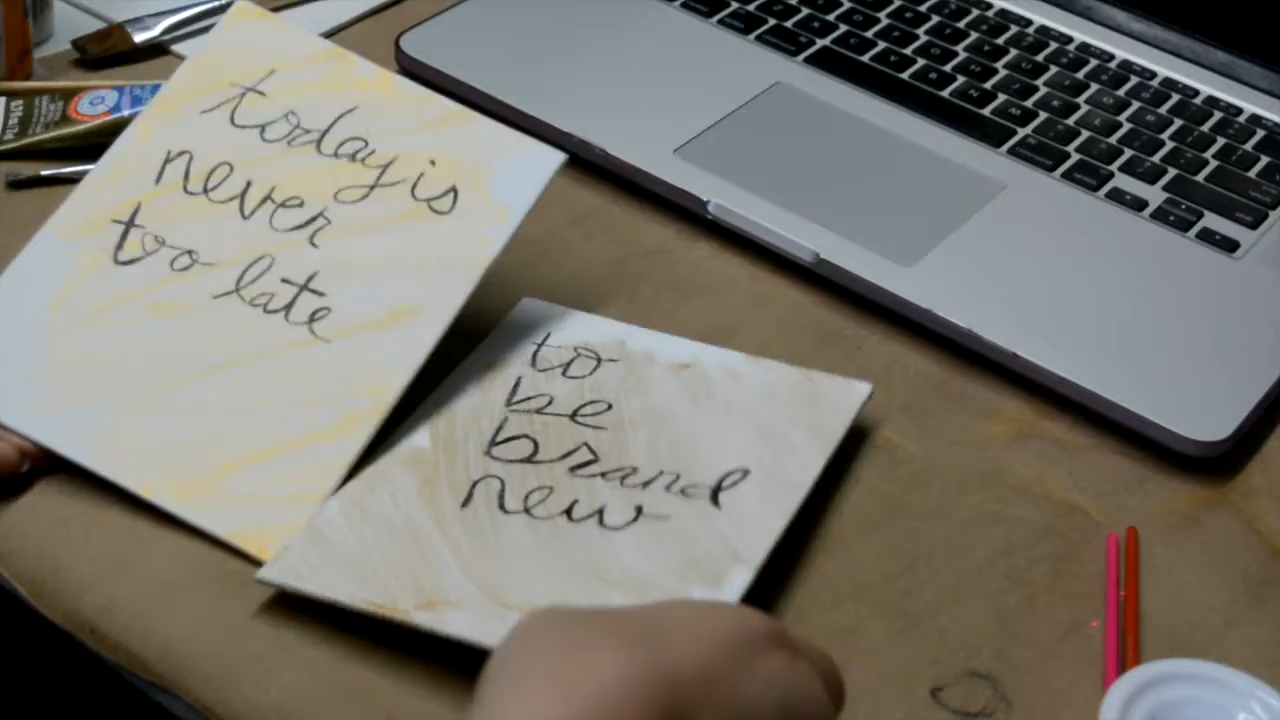 today is
never
too late
to
be
brand
new